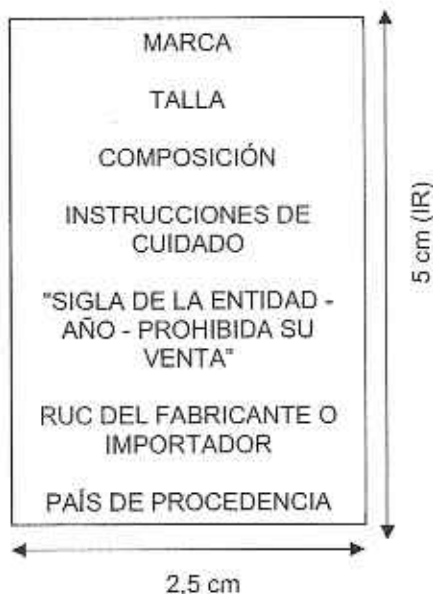 MARCA
TALLA
COMPOSICIÓN
INSTRUCCIONES DE
CUIDADO
"SIGLA DE LA ENTIDAD -
AÑO - PROHIBIDA SU
VENTA"
RUC DEL FABRICANTE O
IMPORTADOR
PAÍS DE PROCEDENCIA
5 cm (IR)
2,5 cm